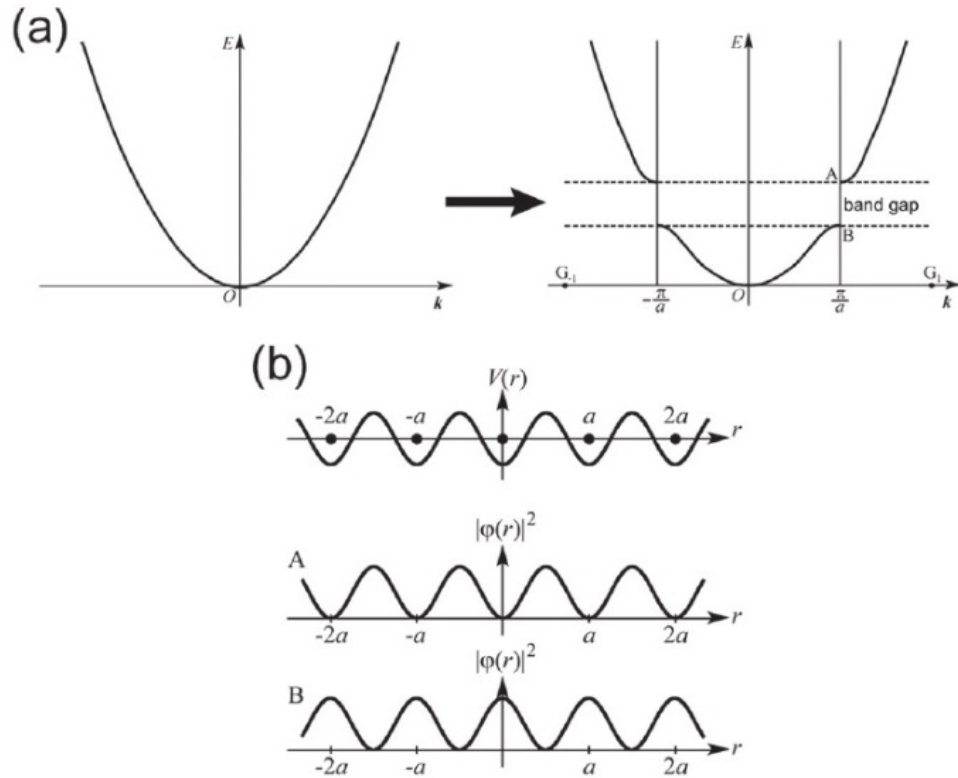 (a)
E
O
k
E
A
band gap
B
G₋₁
-π/a
O
π/a
G₁
k
(b)
V(r)
-2a
-a
a
2a
r
|φ(r)|²
A
-2a
-a
a
2a
r
|φ(r)|²
B
-2a
-a
a
2a
r